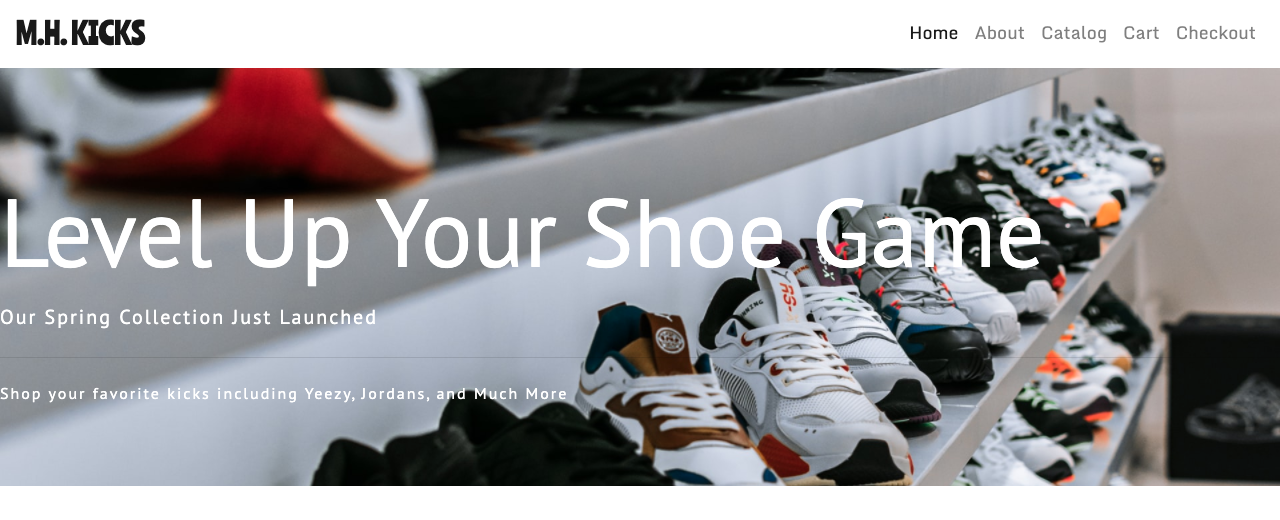 M.H. KICKS
Home About Catalog Cart Checkout
Level Up Your Shoe Game
Our Spring Collection Just Launched
Shop your favorite kicks including Yeezy, Jordans, and Much More
RS-